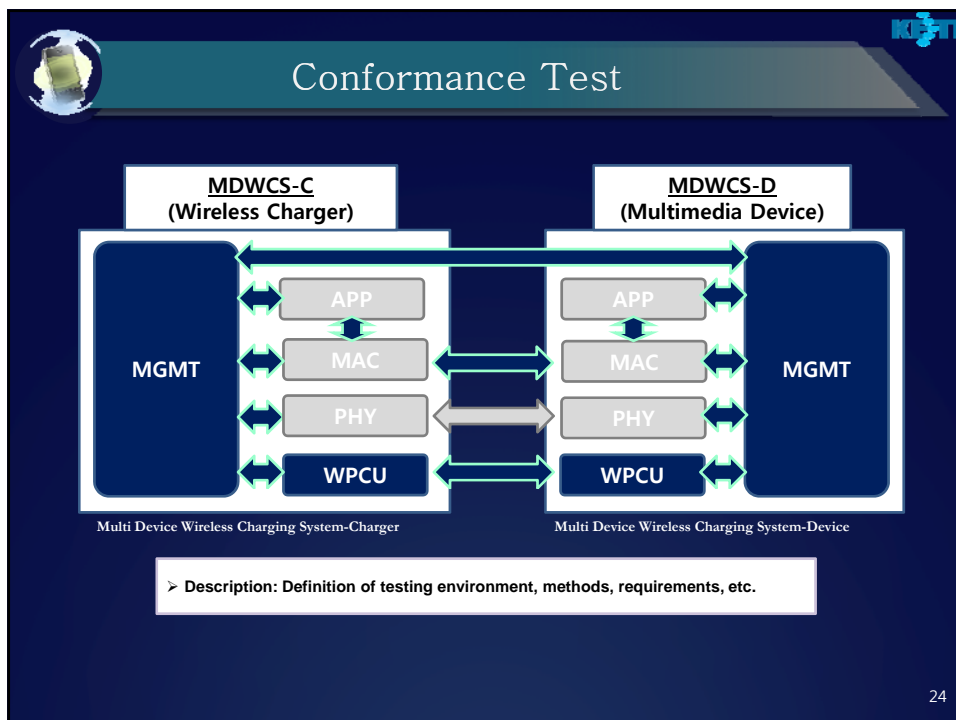 KETI
Conformance Test
MDWCS-C
(Wireless Charger)
MDWCS-D
(Multimedia Device)
MGMT
APP
MAC
PHY
WPCU
APP
MAC
PHY
WPCU
MGMT
Multi Device Wireless Charging System-Charger
Multi Device Wireless Charging System-Device
➢ Description: Definition of testing environment, methods, requirements, etc.
24